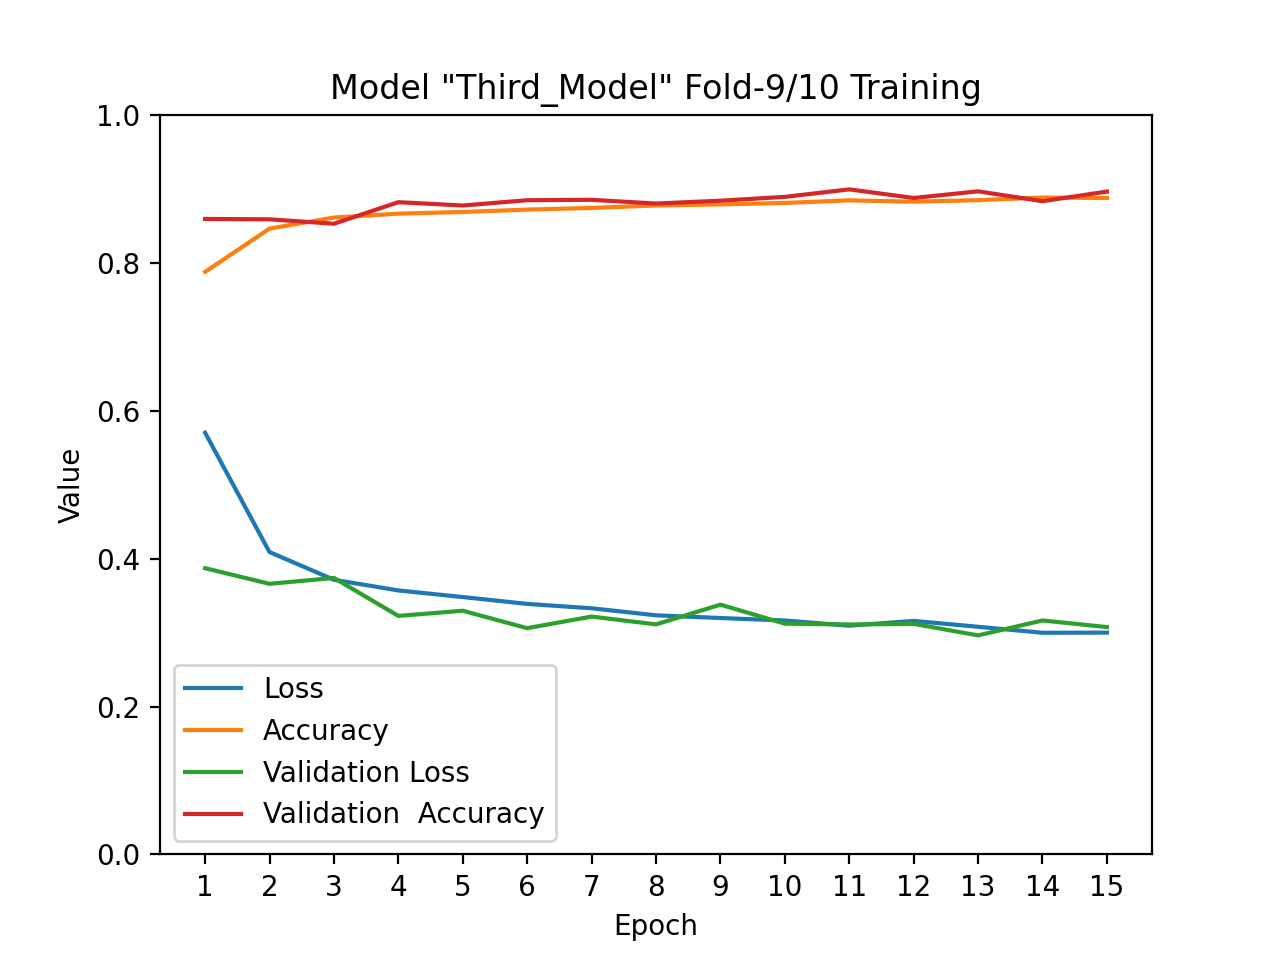 Model "Third_Model" Fold-9/10 Training
1.0
0.8
0.6
0.4
0.2
0.0
Value
Loss
Accuracy
Validation Loss
Validation  Accuracy
1 2 3 4 5 6 7 8 9 10 11 12 13 14 15
Epoch